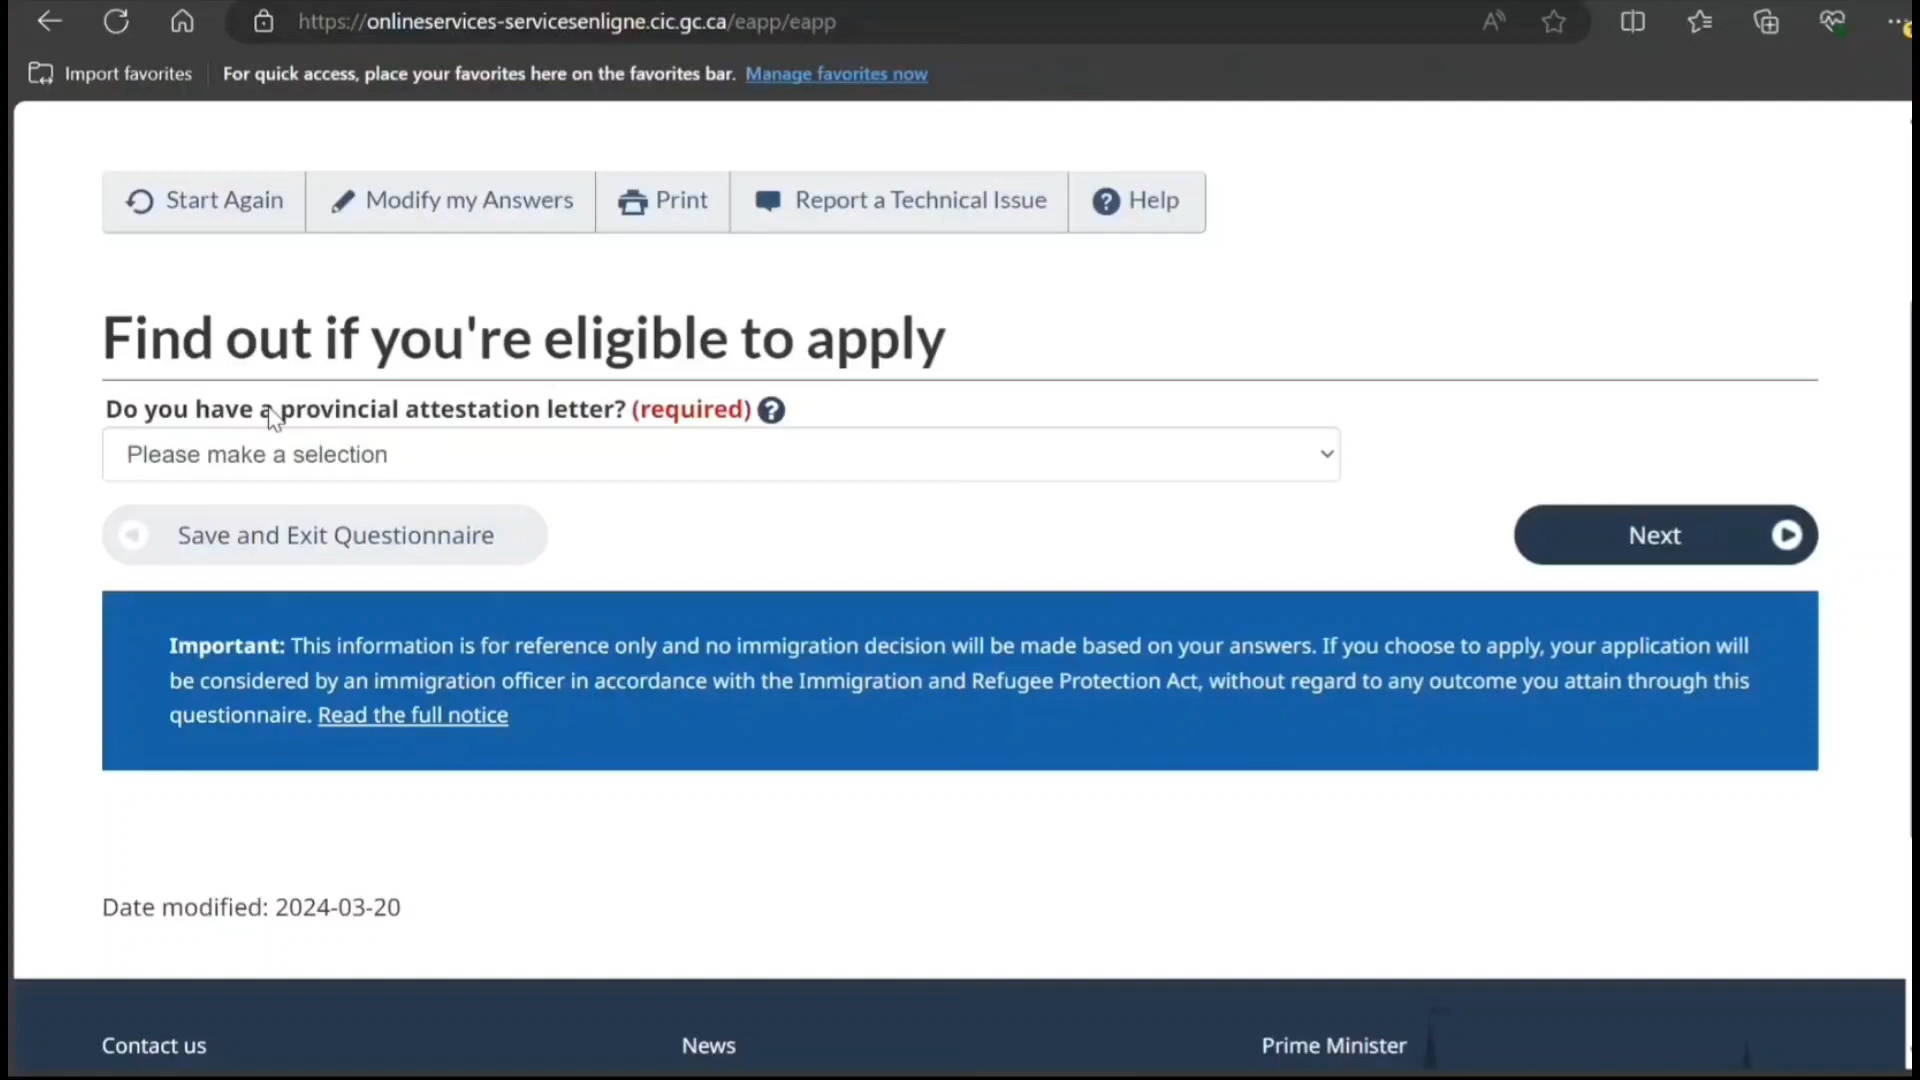 https://onlineservices-servicesenligne.cic.gc.ca/eapp/eapp
Import favorites
For quick access, place your favorites here on the favorites bar. Manage favorites now
Start Again
Modify my Answers
Print
Report a Technical Issue
Help
Find out if you're eligible to apply
Do you have a provincial attestation letter? (required)
Please make a selection
Save and Exit Questionnaire
Next
Important: This information is for reference only and no immigration decision will be made based on your answers. If you choose to apply, your application will
be considered by an immigration officer in accordance with the Immigration and Refugee Protection Act, without regard to any outcome you attain through this
questionnaire. Read the full notice
Date modified: 2024-03-20
Contact us
News
Prime Minister